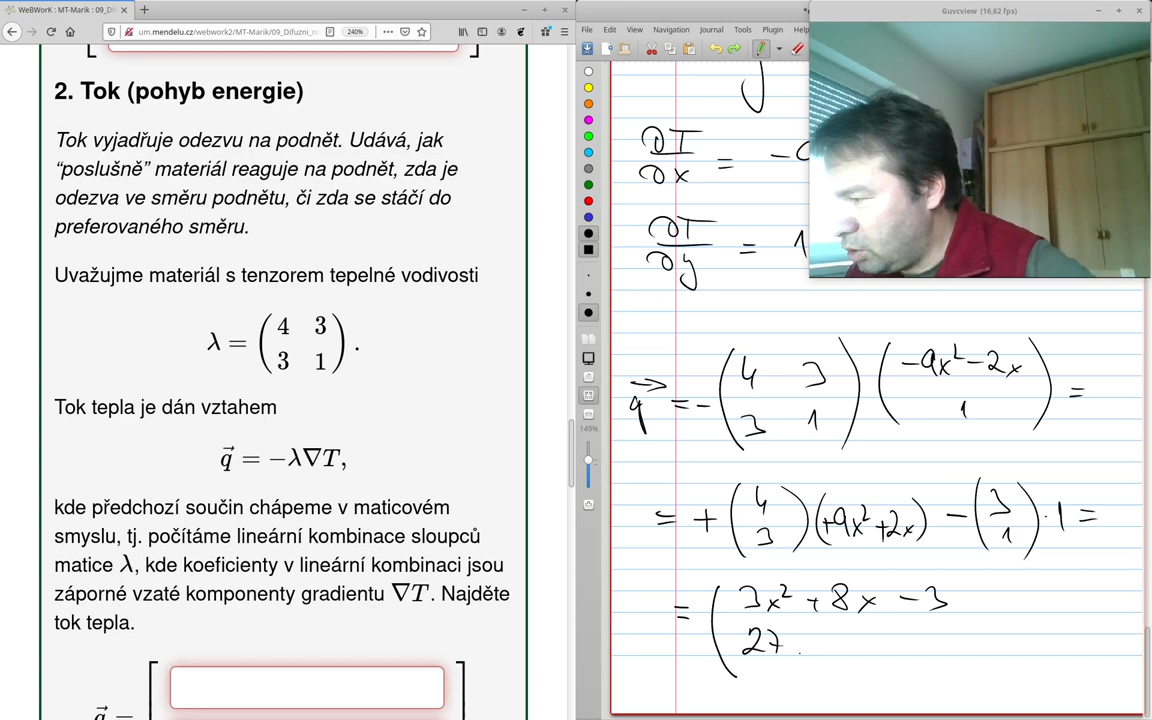 WeBWorK : MT-Marik : 09_Dif
Guvcview (16,62 fps)
um.mendelu.cz/webwork2/MT-Marik/09_Difuzni_r
240%
File Edit View Navigation Journal Tools Plugin Help
2. Tok (pohyb energie)
Tok vyjadřuje odezvu na podnět. Udává, jak
“poslušně” materiál reaguje na podnět, zda je
odezva ve směru podnětu, či zda se stáčí do
preferovaného směru.
Uvažujme materiál s tenzorem tepelné vodivosti
λ = ( 4 3
3 1 ) .
Tok tepla je dán vztahem
q⃗ = −λ∇T,
kde předchozí součin chápeme v maticovém
smyslu, tj. počítáme lineární kombinace sloupců
matice λ, kde koeficienty v lineární kombinaci jsou
záporné vzaté komponenty gradientu ∇T. Najděte
tok tepla.
q⃗ =
149%
y
∂T/∂x = -9
∂T/∂y = 1
q⃗ = - ( 4 3
3 1 ) ( -9x² - 2x
1 ) =
= + ( 4
3 ) (+9x² + 2x) - ( 3
1 ) · 1 =
= ( 3x² + 8x - 3
27